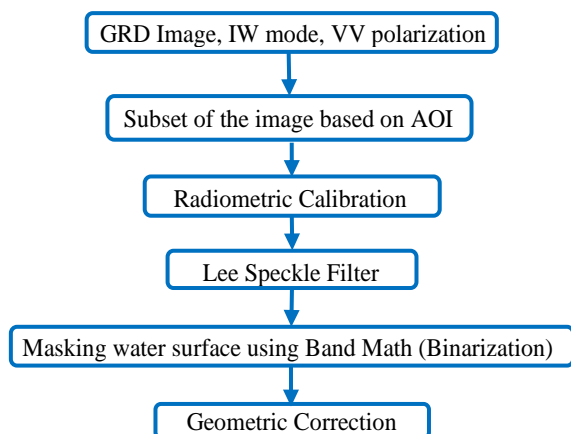 GRD Image, IW mode, VV polarization
Subset of the image based on AOI
Radiometric Calibration
Lee Speckle Filter
Masking water surface using Band Math (Binarization)
Geometric Correction